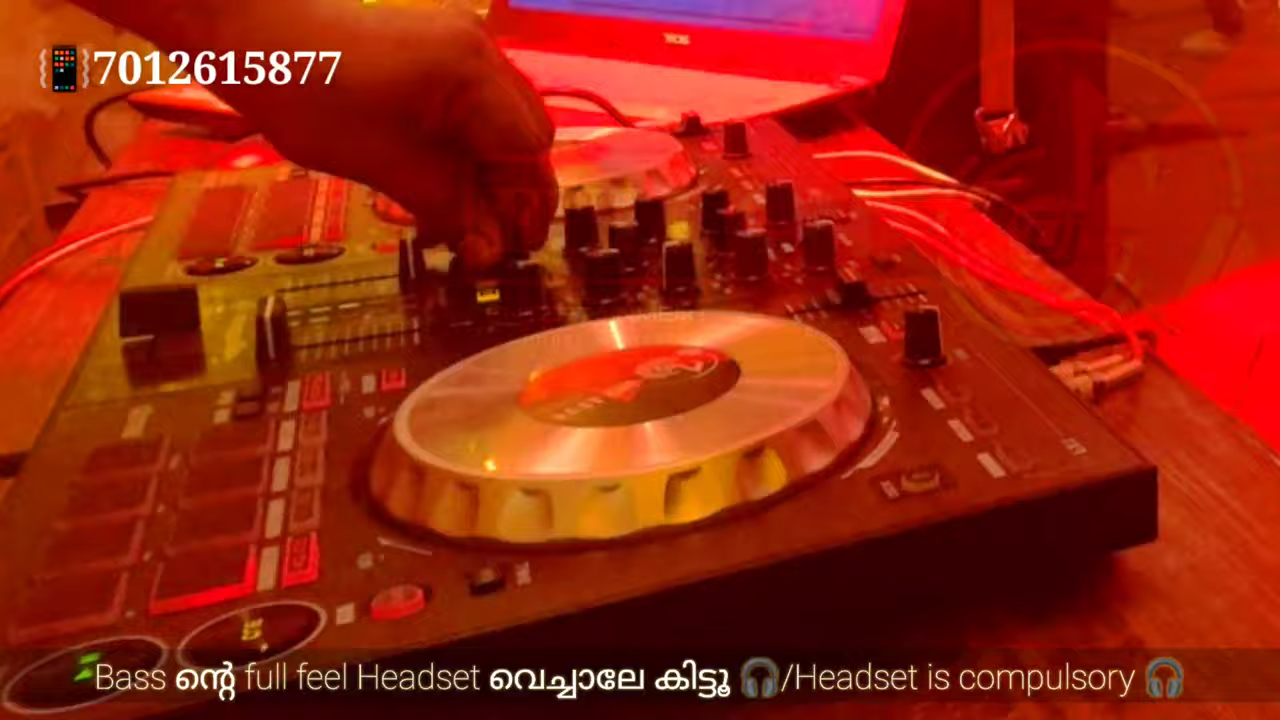 📳7012615877
Bass ന്റെ full feel Headset വെച്ചാലേ കിട്ടൂ 🎧/Headset is compulsory 🎧